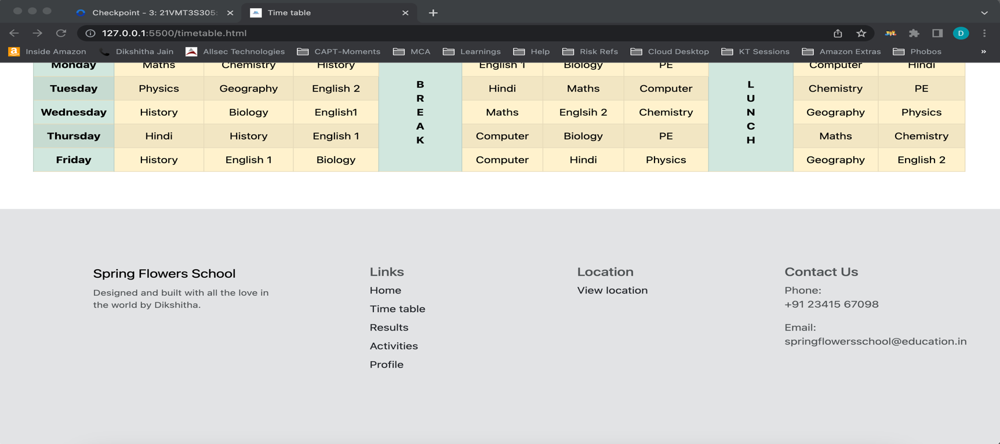 Checkpoint - 3: 21VMT3S305:
Time table
127.0.0.1:5500/timetable.html
D
Inside Amazon
Dikshitha Jain
Allsec Technologies
CAPT-Moments
MCA
Learnings
Help
Risk Refs
Cloud Desktop
KT Sessions
Amazon Extras
Phobos
»
Monday Maths Chemistry History English 1 Biology PE Computer Hindi
Tuesday Physics Geography English 2 Hindi Maths Computer Chemistry PE
Wednesday History Biology English1 Maths Englsih 2 Chemistry Geography Physics
Thursday Hindi History English 1 Computer Biology PE Maths Chemistry
Friday History English 1 Biology Computer Hindi Physics Geography English 2
B
R
E
A
K
L
U
N
C
H
Spring Flowers School
Designed and built with all the love in
the world by Dikshitha.
Links
Home
Time table
Results
Activities
Profile
Location
View location
Contact Us
Phone:
+91 23415 67098
Email:
springflowersschool@education.in